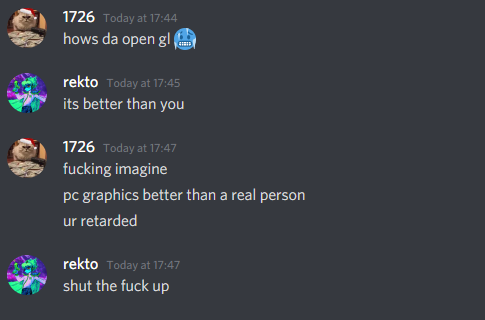 1726 Today at 17:44
hows da open gl 🥶
rekto Today at 17:45
its better than you
1726 Today at 17:47
fucking imagine
pc graphics better than a real person
ur retarded
rekto Today at 17:47
shut the fuck up